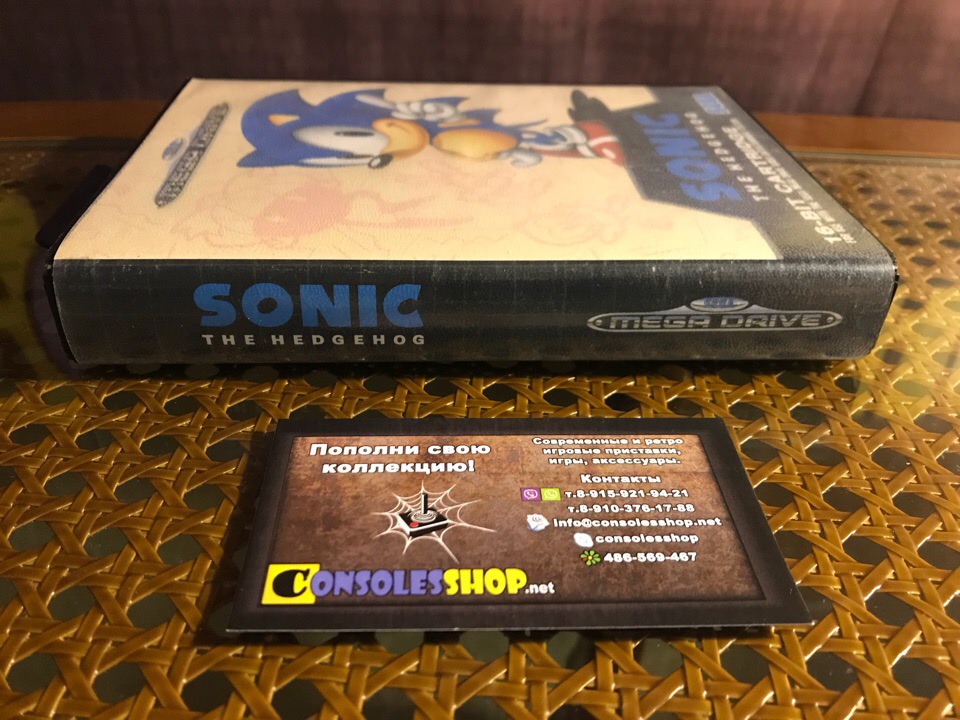 MEGA DRIVE
SONIC
THE HEDGEHOG
16-BIT CARTRIDGE
SONIC
THE HEDGEHOG
SEGA
MEGA DRIVE
Пополни свою
коллекцию!
Современные и ретро
игровые приставки,
игры, аксессуары.
Контакты
т.8-915-921-94-21
т.8-910-376-17-88
info@consolesshop.net
consolesshop
486-569-467
CONSOLESSHOP.net